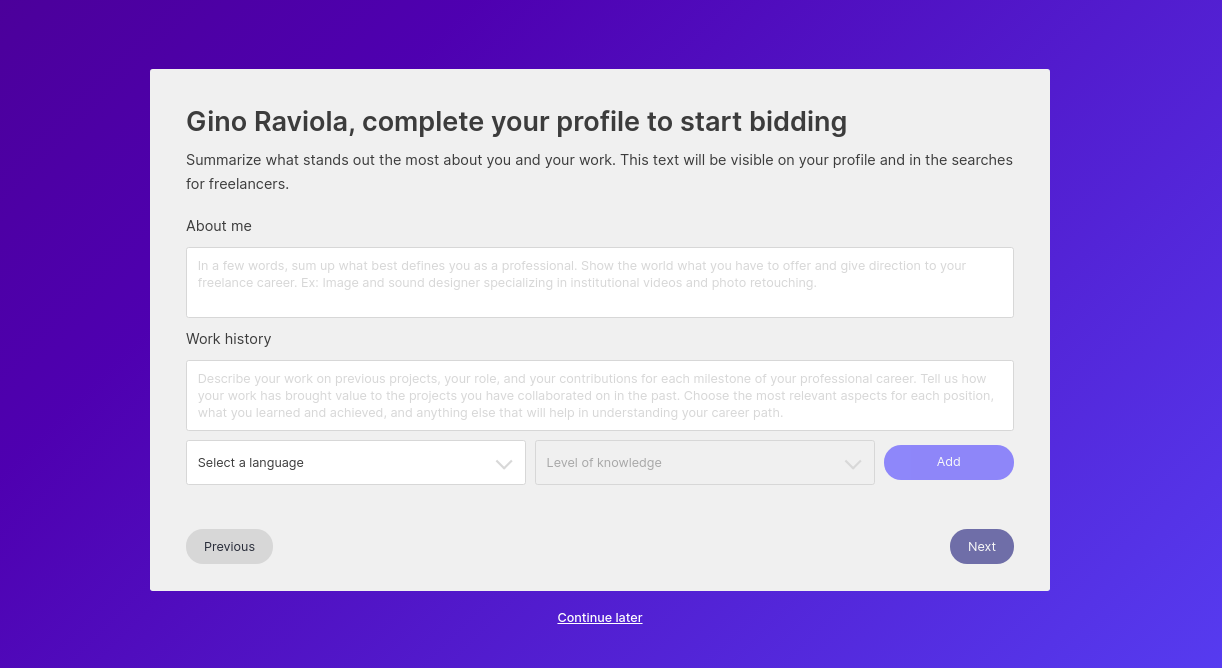 Gino Raviola, complete your profile to start bidding
Summarize what stands out the most about you and your work. This text will be visible on your profile and in the searches
for freelancers.
About me
In a few words, sum up what best defines you as a professional. Show the world what you have to offer and give direction to your
freelance career. Ex: Image and sound designer specializing in institutional videos and photo retouching.
Work history
Describe your work on previous projects, your role, and your contributions for each milestone of your professional career. Tell us how
your work has brought value to the projects you have collaborated on in the past. Choose the most relevant aspects for each position,
what you learned and achieved, and anything else that will help in understanding your career path.
Select a language
Level of knowledge
Add
Previous
Next
Continue later